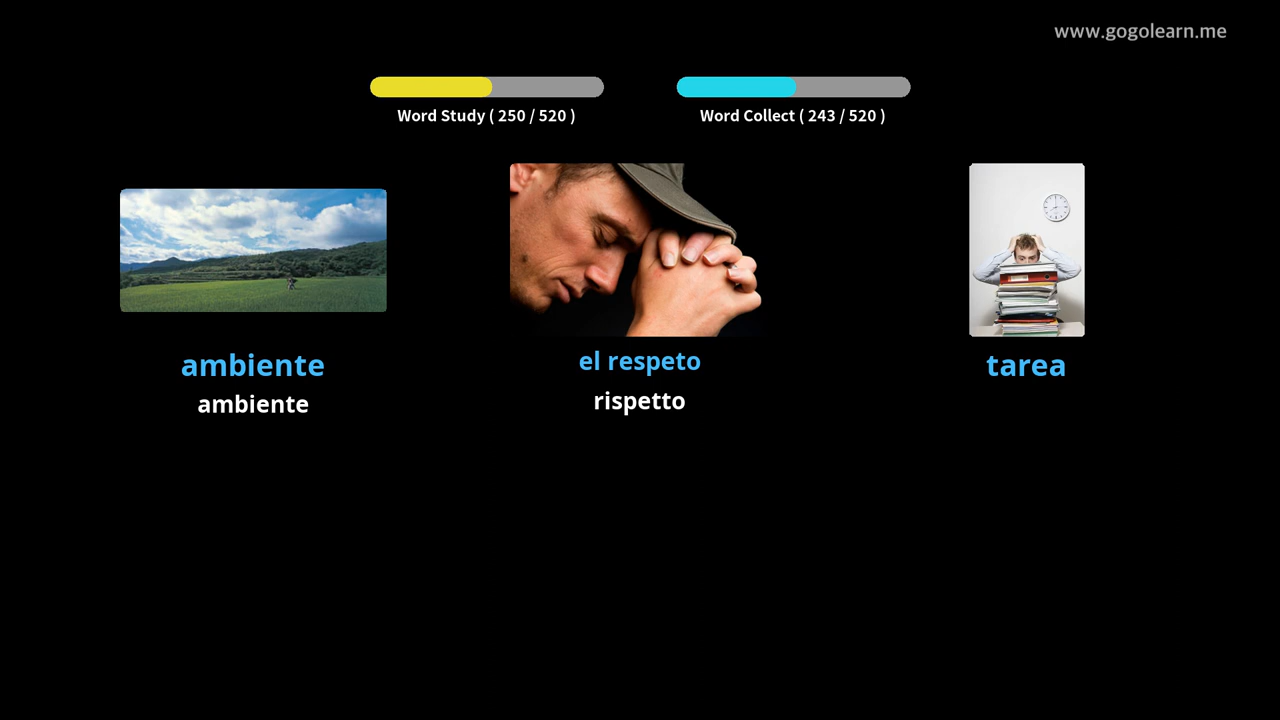 www.gogolearn.me
Word Study ( 250 / 520 )
Word Collect ( 243 / 520 )
ambiente
ambiente
el respeto
rispetto
tarea